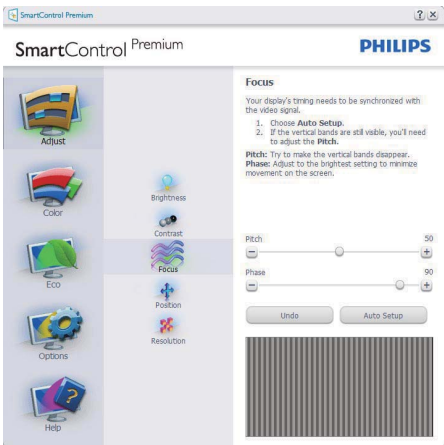 SmartControl Premium
? X
SmartControl Premium
PHILIPS
Adjust
Color
Eco
Options
Help
Brightness
Contrast
Focus
Position
Resolution
Focus
Your display's timing needs to be synchronized with
the video signal.
1. Choose Auto Setup.
2. If the vertical bands are still visible, you'll need
to adjust the Pitch.
Pitch: Try to make the vertical bands disappear.
Phase: Adjust to the brightest setting to minimize
movement on the screen.
Pitch 50
Phase 90
Undo Auto Setup